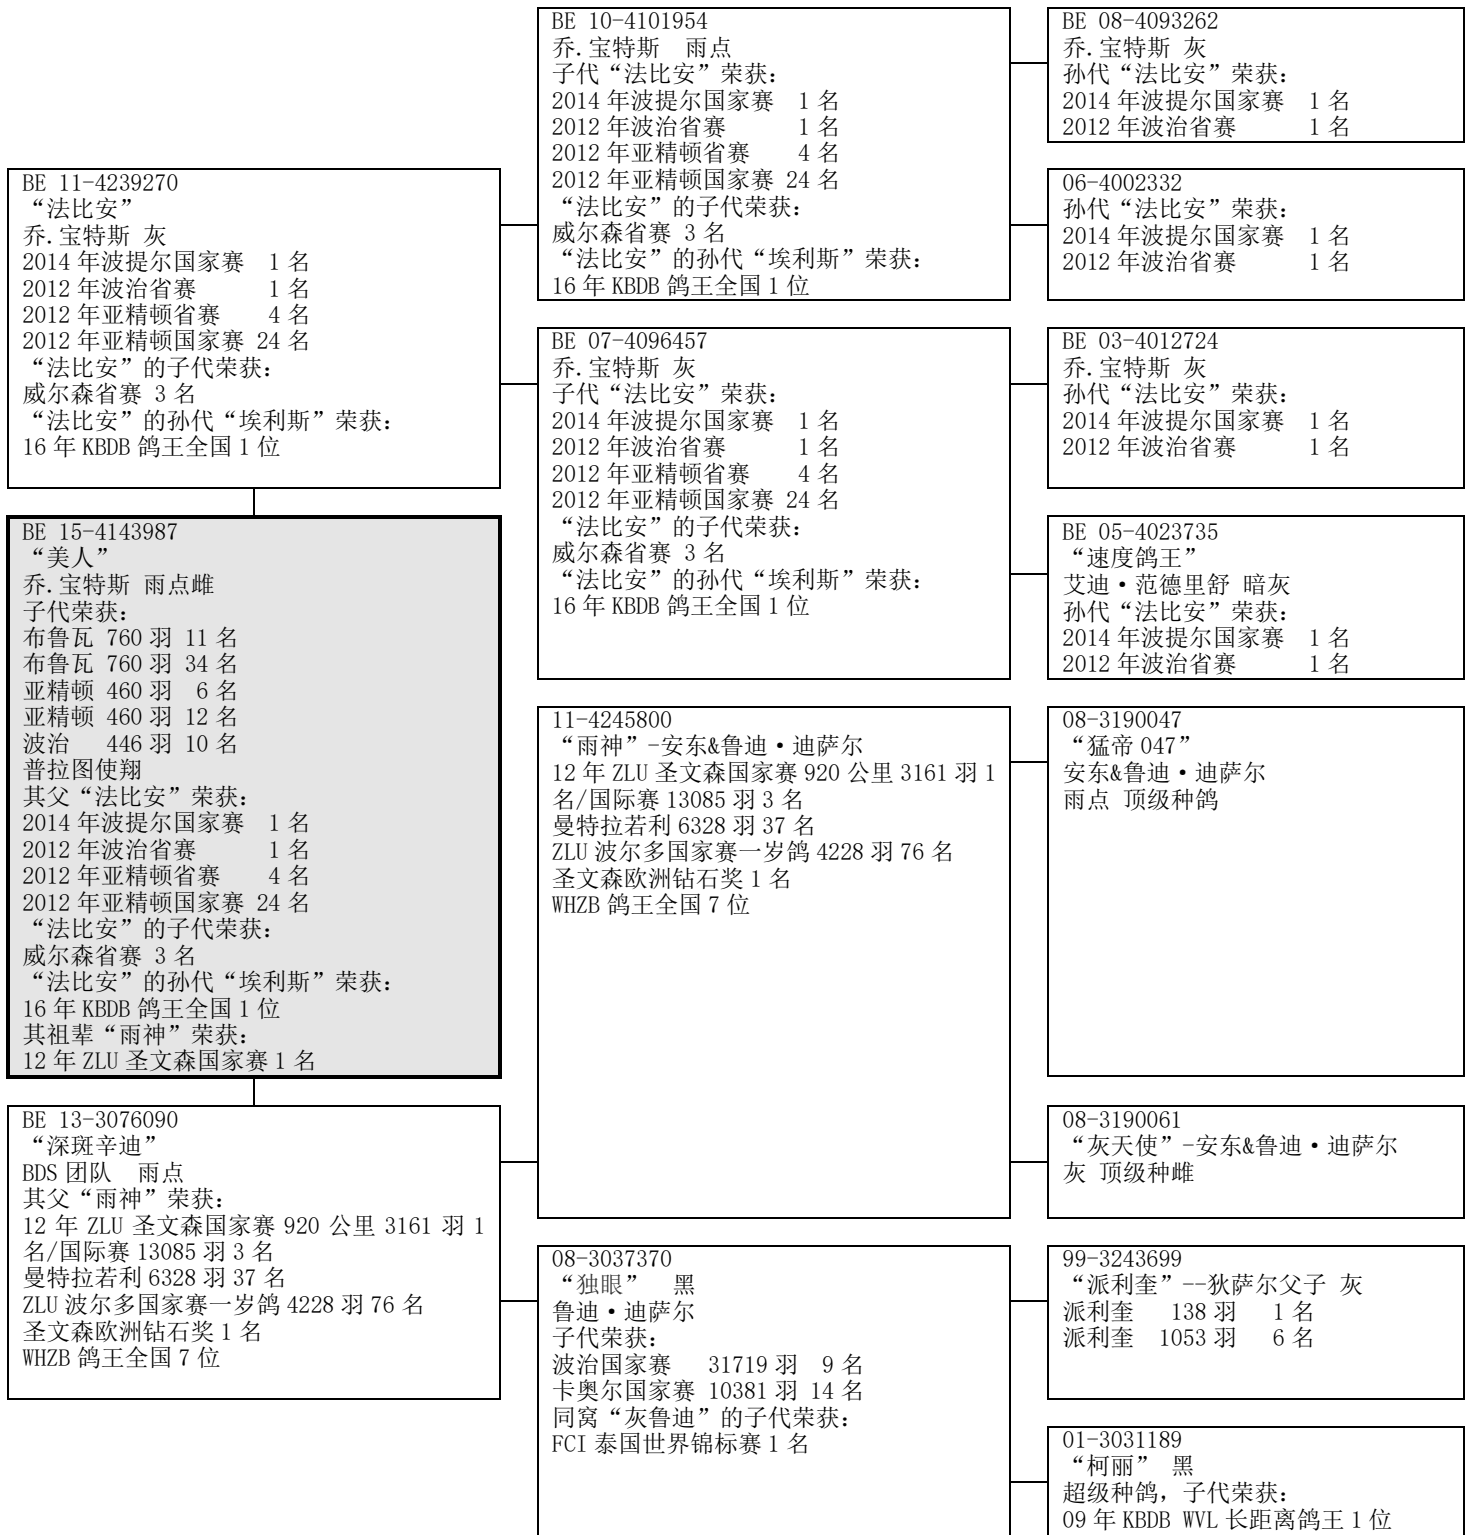 BE 11-4239270
“法比安”
乔.宝特斯 灰
2014 年波提尔国家赛 1 名
2012 年波治省赛 1 名
2012 年亚精顿省赛 4 名
2012 年亚精顿国家赛 24 名
“法比安”的子代荣获:
威尔森省赛 3 名
“法比安”的孙代“埃利斯”荣获:
16 年 KBDB 鸽王全国 1 位
BE 15-4143987
“美人”
乔.宝特斯 雨点雌
子代荣获:
布鲁瓦 760 羽 11 名
布鲁瓦 760 羽 34 名
亚精顿 460 羽 6 名
亚精顿 460 羽 12 名
波治 446 羽 10 名
普拉图使翔
其父“法比安”荣获:
2014 年波提尔国家赛 1 名
2012 年波治省赛 1 名
2012 年亚精顿省赛 4 名
2012 年亚精顿国家赛 24 名
“法比安”的子代荣获:
威尔森省赛 3 名
“法比安”的孙代“埃利斯”荣获:
16 年 KBDB 鸽王全国 1 位
其祖辈“雨神”荣获:
12 年 ZLU 圣文森国家赛 1 名
BE 13-3076090
“深斑辛迪”
BDS 团队 雨点
其父“雨神”荣获:
12 年 ZLU 圣文森国家赛 920 公里 3161 羽 1
名/国际赛 13085 羽 3 名
曼特拉若利 6328 羽 37 名
ZLU 波尔多国家赛一岁鸽 4228 羽 76 名
圣文森欧洲钻石奖 1 名
WHZB 鸽王全国 7 位
BE 10-4101954
乔.宝特斯 雨点
子代“法比安”荣获:
2014 年波提尔国家赛 1 名
2012 年波治省赛 1 名
2012 年亚精顿省赛 4 名
2012 年亚精顿国家赛 24 名
“法比安”的子代荣获:
威尔森省赛 3 名
“法比安”的孙代“埃利斯”荣获:
16 年 KBDB 鸽王全国 1 位
BE 07-4096457
乔.宝特斯 灰
子代“法比安”荣获:
2014 年波提尔国家赛 1 名
2012 年波治省赛 1 名
2012 年亚精顿省赛 4 名
2012 年亚精顿国家赛 24 名
“法比安”的子代荣获:
威尔森省赛 3 名
“法比安”的孙代“埃利斯”荣获:
16 年 KBDB 鸽王全国 1 位
11-4245800
“雨神”-安东&鲁迪•迪萨尔
12 年 ZLU 圣文森国家赛 920 公里 3161 羽 1
名/国际赛 13085 羽 3 名
曼特拉若利 6328 羽 37 名
ZLU 波尔多国家赛一岁鸽 4228 羽 76 名
圣文森欧洲钻石奖 1 名
WHZB 鸽王全国 7 位
08-3037370
“独眼” 黑
鲁迪•迪萨尔
子代荣获:
波治国家赛 31719 羽 9 名
卡奥尔国家赛 10381 羽 14 名
同窝“灰鲁迪”的子代荣获:
FCI 泰国世界锦标赛 1 名
BE 08-4093262
乔.宝特斯 灰
孙代“法比安”荣获:
2014 年波提尔国家赛 1 名
2012 年波治省赛 1 名
06-4002332
孙代“法比安”荣获:
2014 年波提尔国家赛 1 名
2012 年波治省赛 1 名
BE 03-4012724
乔.宝特斯 灰
孙代“法比安”荣获:
2014 年波提尔国家赛 1 名
2012 年波治省赛 1 名
BE 05-4023735
“速度鸽王”
艾迪•范德里舒 暗灰
孙代“法比安”荣获:
2014 年波提尔国家赛 1 名
2012 年波治省赛 1 名
08-3190047
“猛帝 047”
安东&鲁迪•迪萨尔
雨点 顶级种鸽
08-3190061
“灰天使”-安东&鲁迪•迪萨尔
灰 顶级种雌
99-3243699
“派利奎”--狄萨尔父子 灰
派利奎 138 羽 1 名
派利奎 1053 羽 6 名
01-3031189
“柯丽” 黑
超级种鸽, 子代荣获:
09 年 KBDB WVL 长距离鸽王 1 位